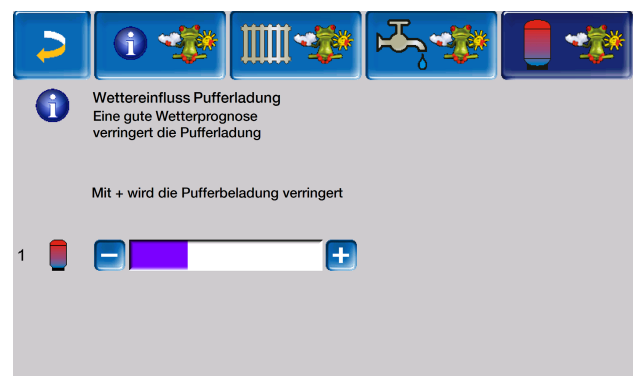 Wettereinfluss Pufferladung
Eine gute Wetterprognose
verringert die Pufferladung
Mit + wird die Pufferbeladung verringert
1